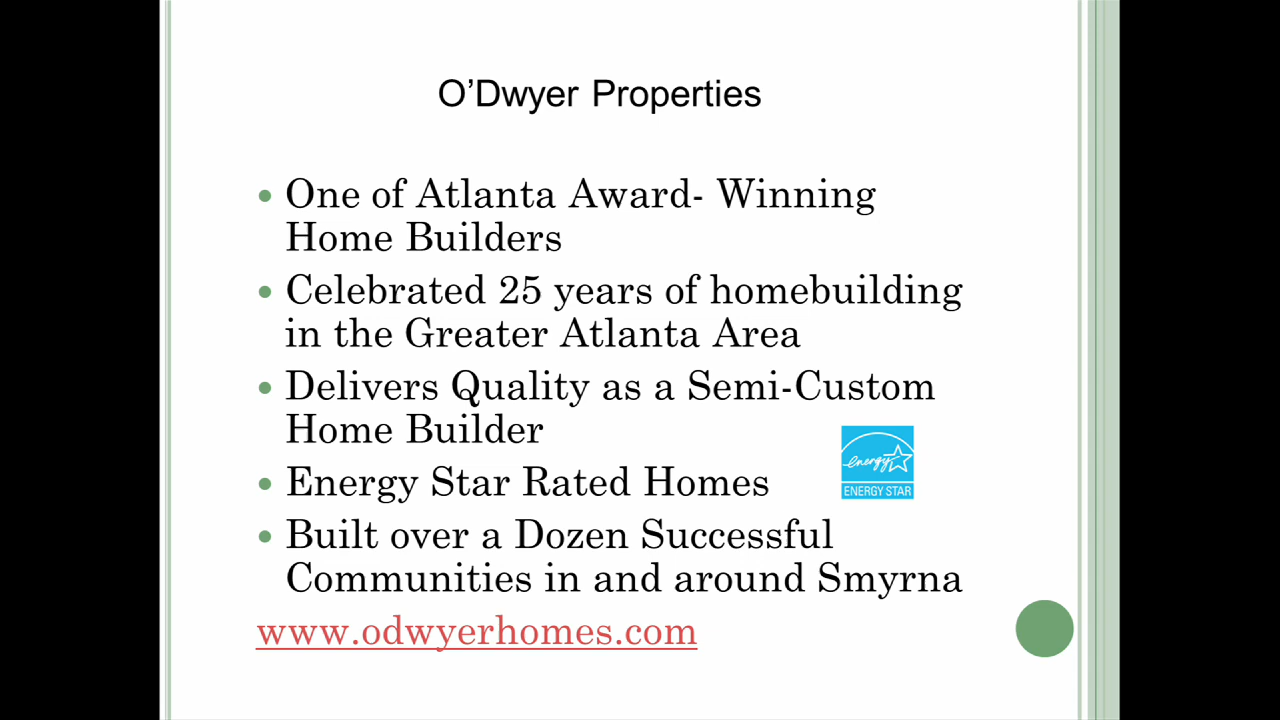 O’Dwyer Properties
• One of Atlanta Award- Winning
Home Builders
• Celebrated 25 years of homebuilding
in the Greater Atlanta Area
• Delivers Quality as a Semi-Custom
Home Builder
energy
ENERGY STAR
• Energy Star Rated Homes
• Built over a Dozen Successful
Communities in and around Smyrna
www.odwyerhomes.com